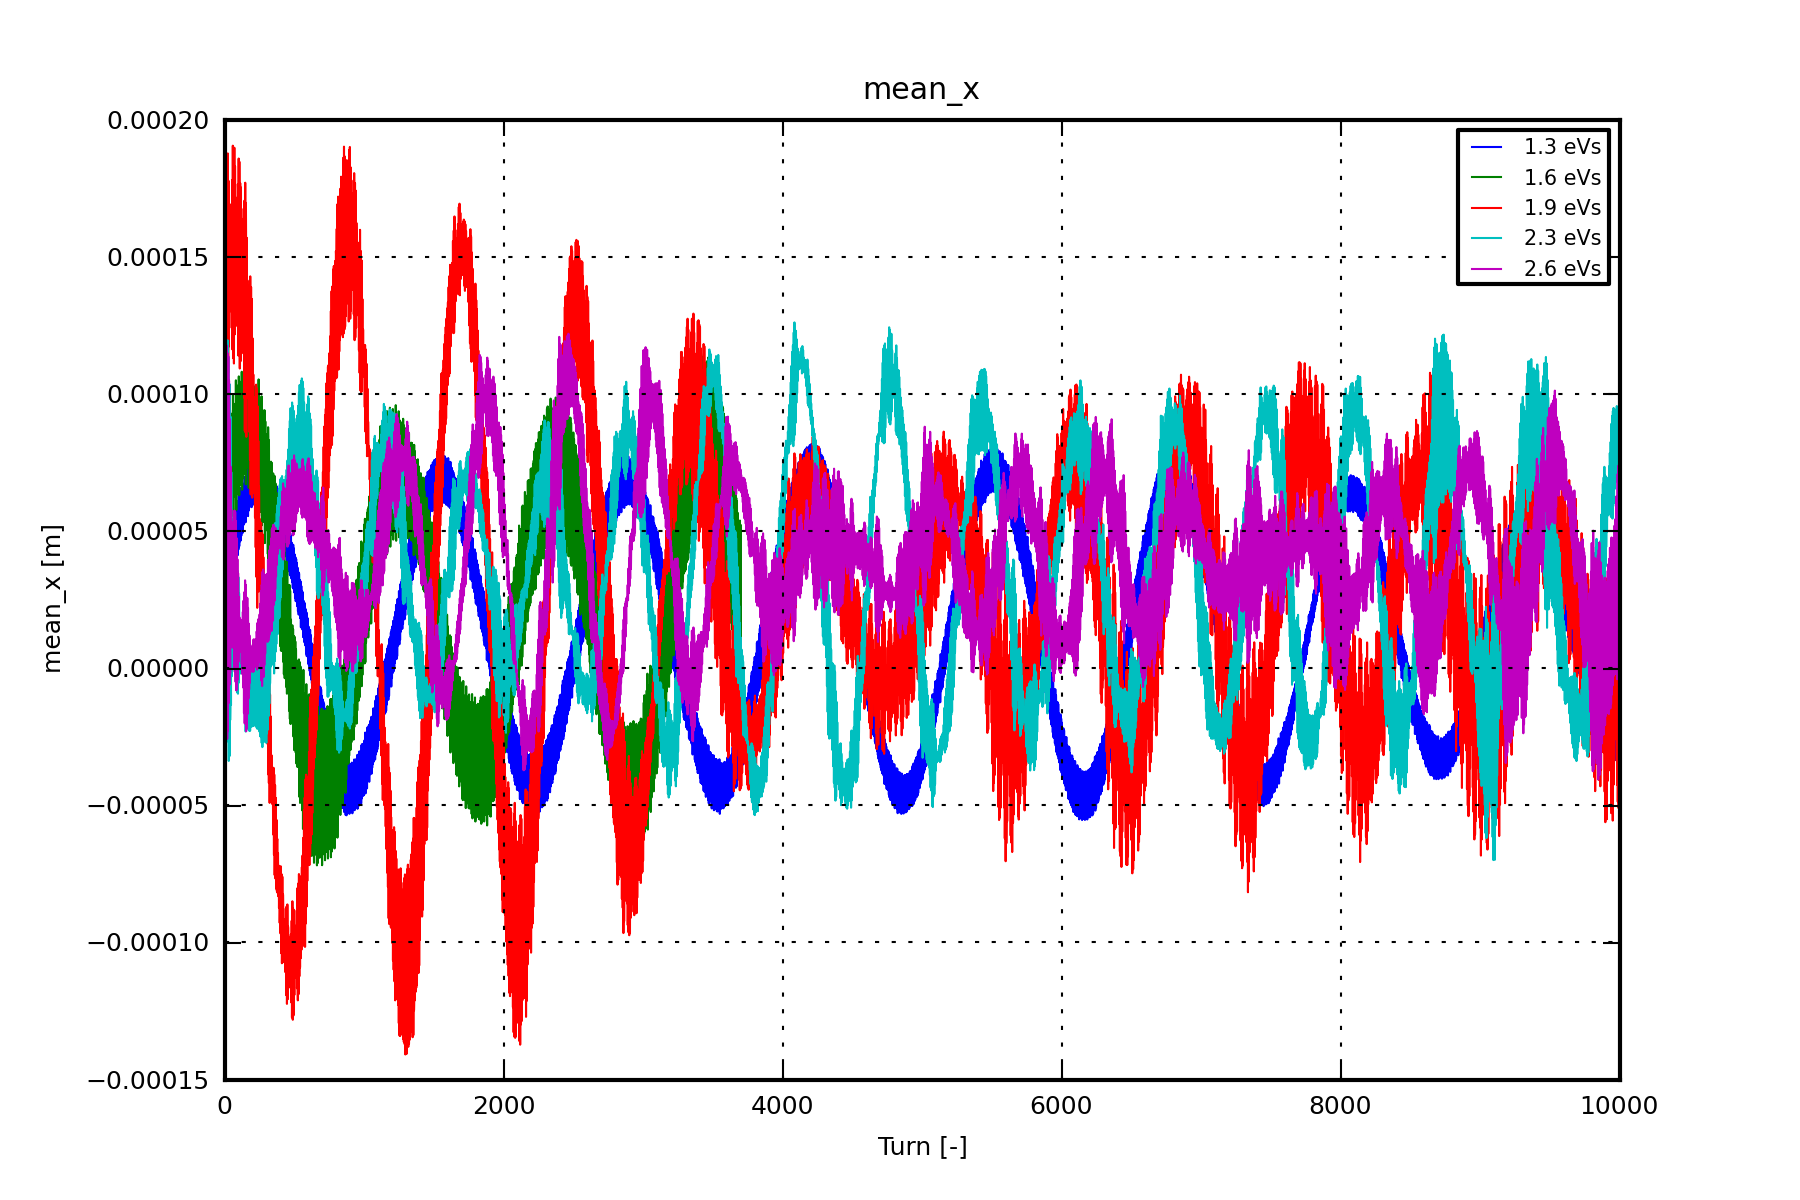 mean_x
0.00020
0.00015
0.00010
0.00005
0.00000
−0.00005
−0.00010
−0.00015
mean_x [m]
1.3 eVs
1.6 eVs
1.9 eVs
2.3 eVs
2.6 eVs
0 2000 4000 6000 8000 10000
Turn [-]